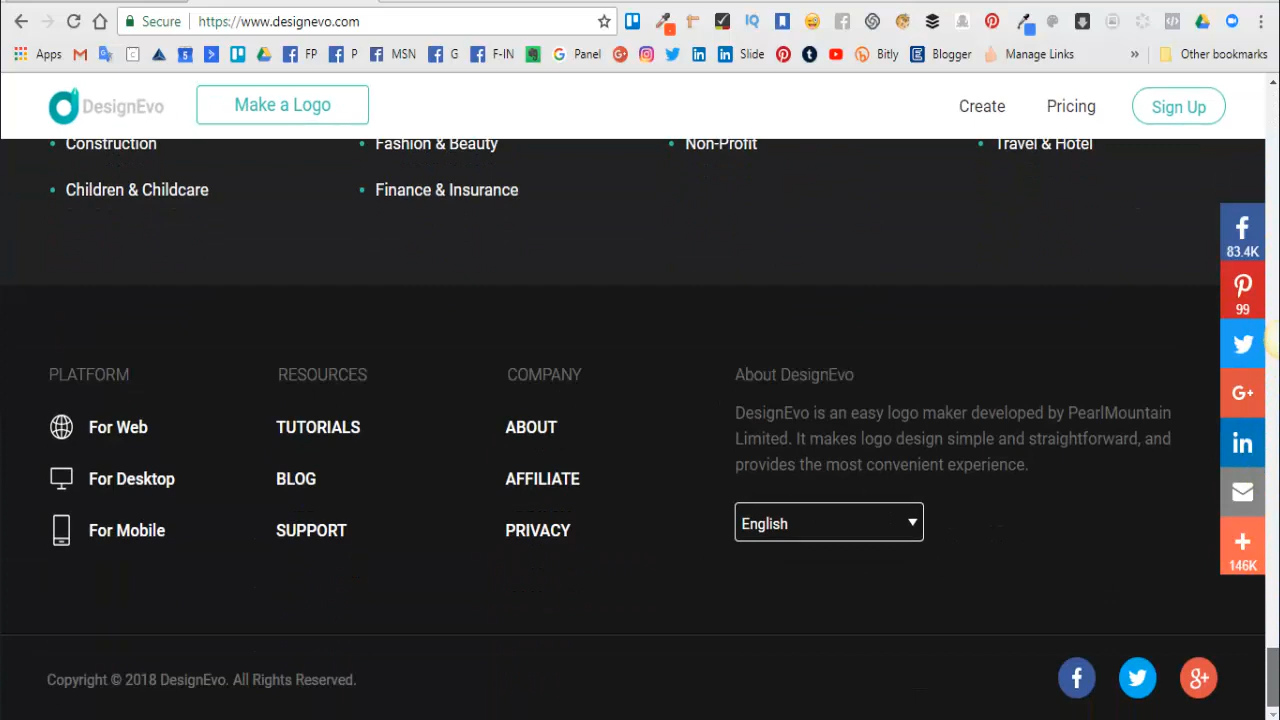 Secure
https://www.designevo.com
Apps
FP
P
MSN
G
F-IN
Panel
Slide
Bitly
Blogger
Manage Links
»
Other bookmarks
DesignEvo
Make a Logo
Create
Pricing
Sign Up
Construction
Fashion & Beauty
Non-Profit
Travel & Hotel
Children & Childcare
Finance & Insurance
83.4K
99
146K
PLATFORM
For Web
For Desktop
For Mobile
RESOURCES
TUTORIALS
BLOG
SUPPORT
COMPANY
ABOUT
AFFILIATE
PRIVACY
About DesignEvo
DesignEvo is an easy logo maker developed by PearlMountain
Limited. It makes logo design simple and straightforward, and
provides the most convenient experience.
English
Copyright © 2018 DesignEvo. All Rights Reserved.